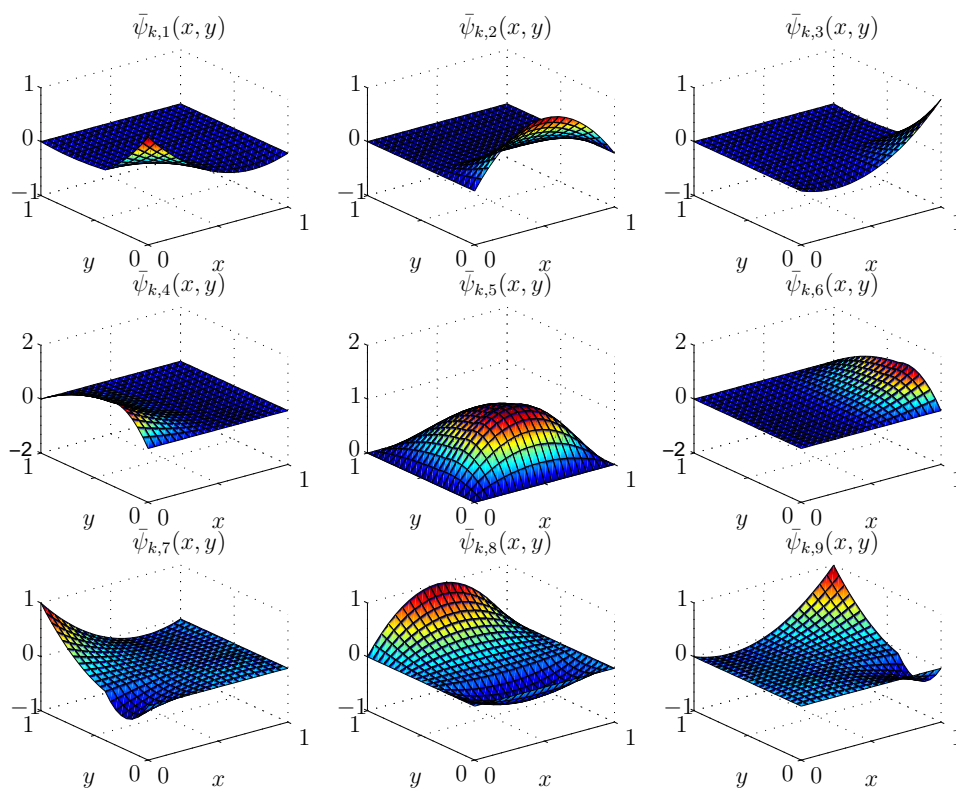 ψ̄ₖ,₁(x, y) ψ̄ₖ,₂(x, y) ψ̄ₖ,₃(x, y)
1 1 1
0 0 0
−1 −1 −1
1 1 1 1 1 1
y 0 0 x y 0 0 x y 0 0 x
ψ̄ₖ,₄(x, y) ψ̄ₖ,₅(x, y) ψ̄ₖ,₆(x, y)
2 2 2
0 1 0
−2 0 −2
1 1 1 1 1 1
y 0 0 x y 0 0 x y 0 0 x
ψ̄ₖ,₇(x, y) ψ̄ₖ,₈(x, y) ψ̄ₖ,₉(x, y)
1 1 1
0 0 0
−1 −1 −1
1 1 1 1 1 1
y 0 0 x y 0 0 x y 0 0 x